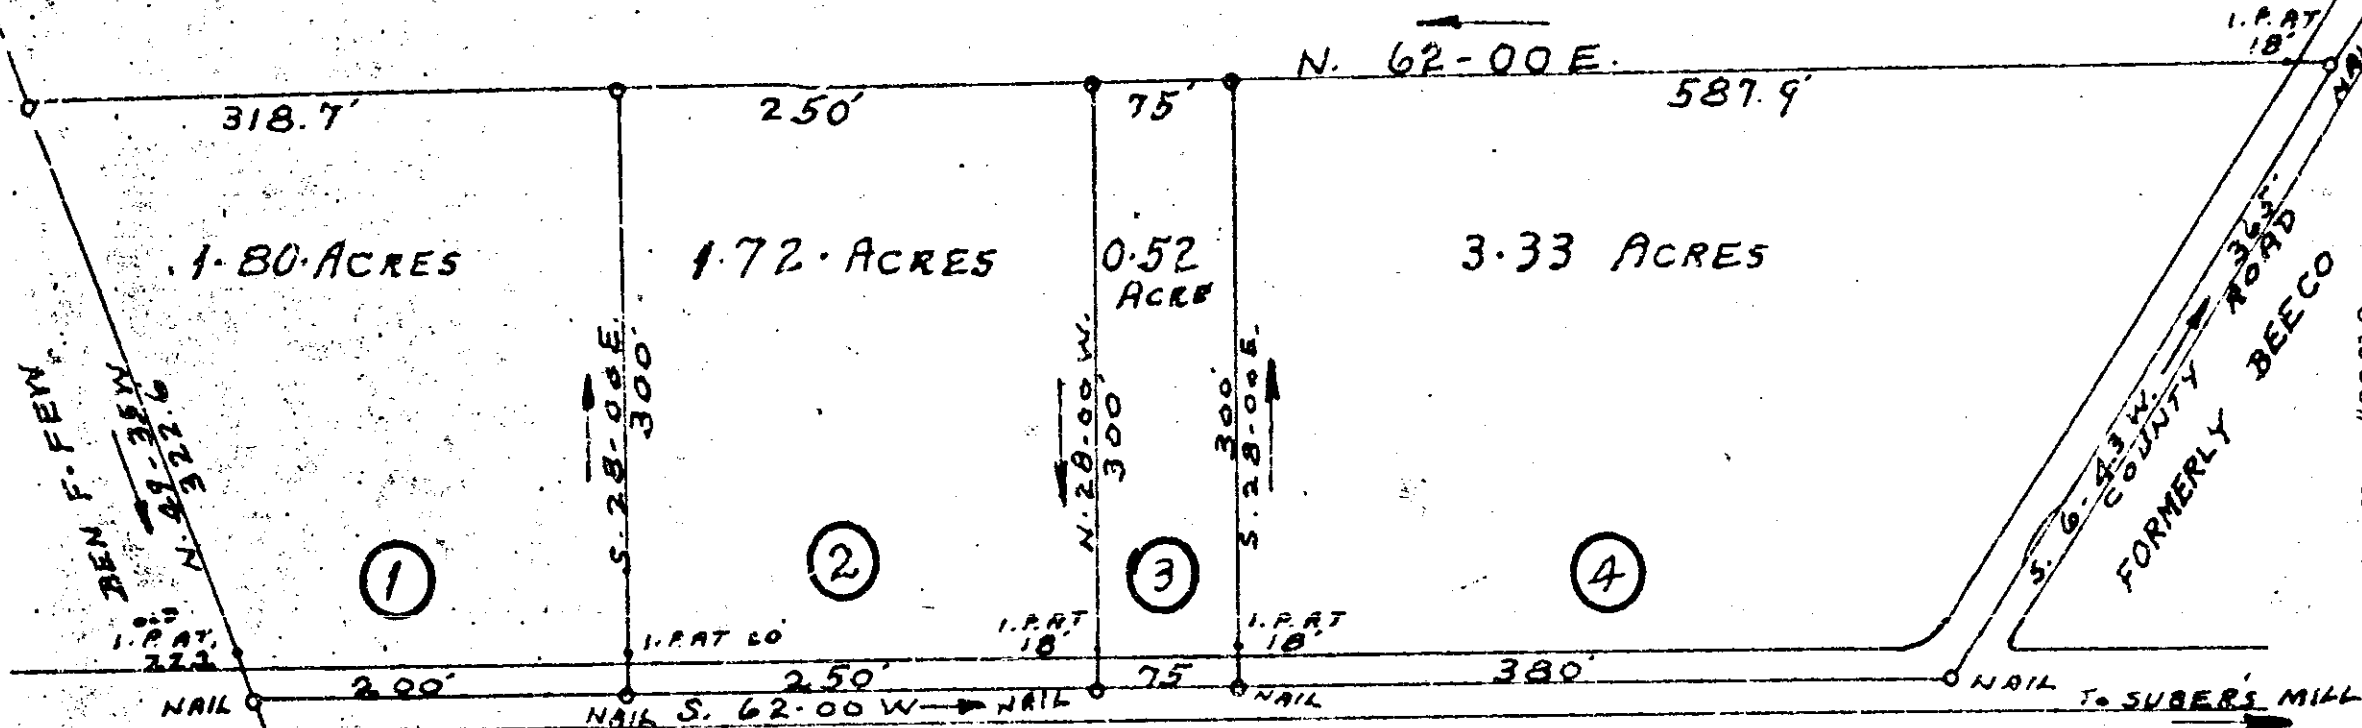 N. 62-00 E.
I.P. AT
18'
318.7'
250'
75'
587.9'
1.80 ACRES
1.72 ACRES
0.52
ACRE
3.33 ACRES
BEN F. FEW
322.6
S. 28-00 E.
300'
N. 28-00 W.
300'
300'
S. 28-00 E.
S. 6-43 W.
365'
COUNTY ROAD
FORMERLY BEECO
1
2
3
4
I.P. AT
I.P. AT 20'
I.P. AT
18'
I.P. AT
18'
200'
250'
75
380'
NAIL
NAIL
S. 62-00 W
NAIL
NAIL
NAIL
To SUBER'S MILL